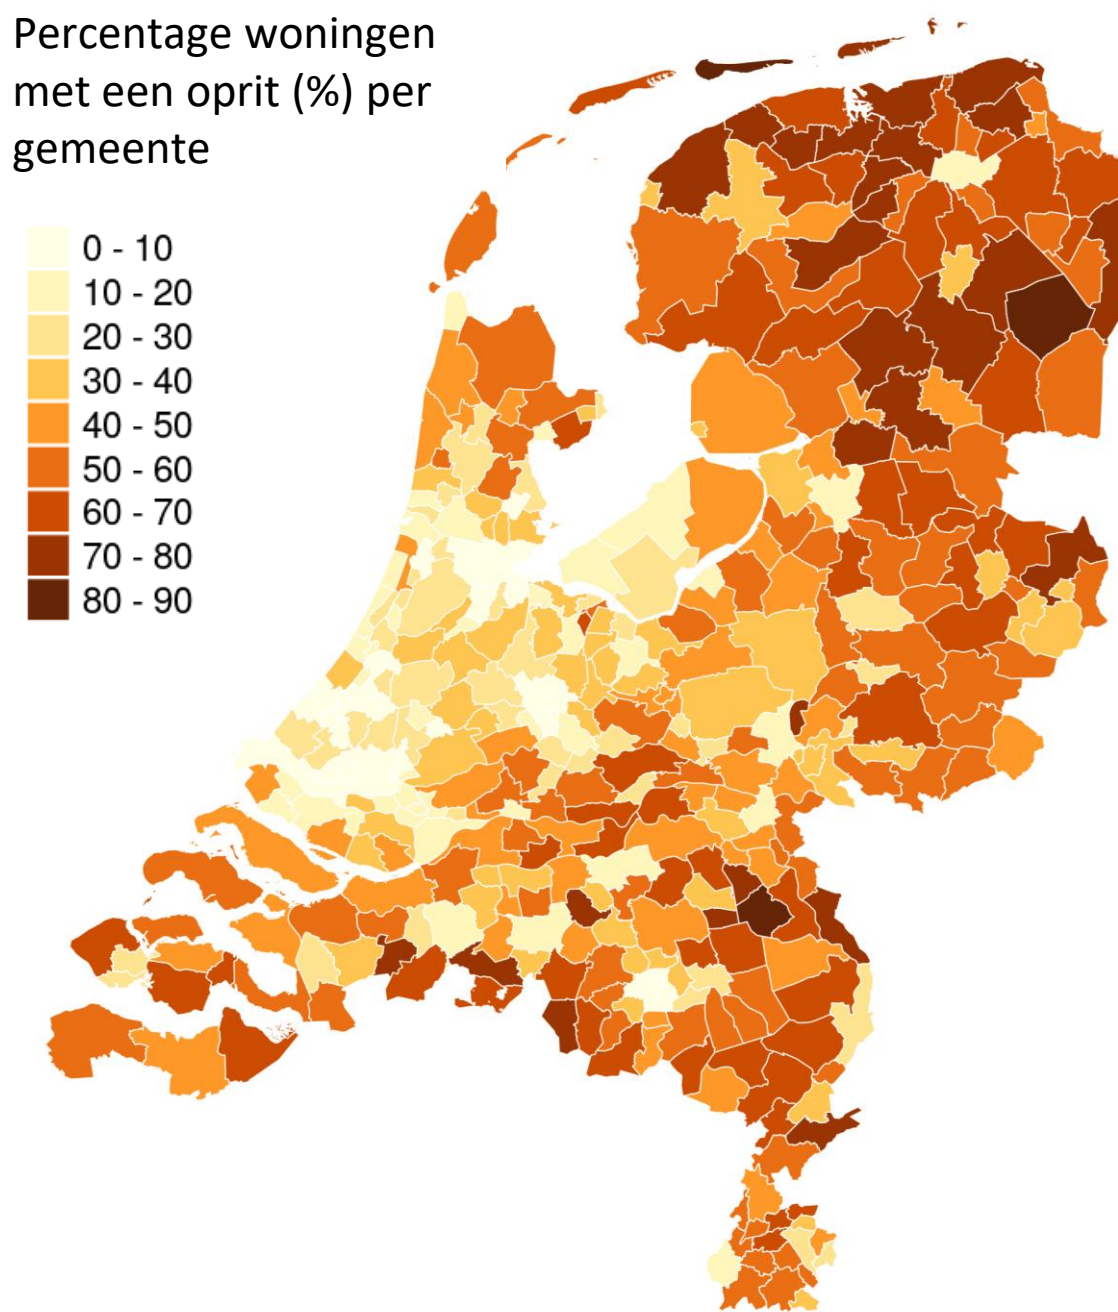 Percentage woningen
met een oprit (%) per
gemeente
0 - 10
10 - 20
20 - 30
30 - 40
40 - 50
50 - 60
60 - 70
70 - 80
80 - 90